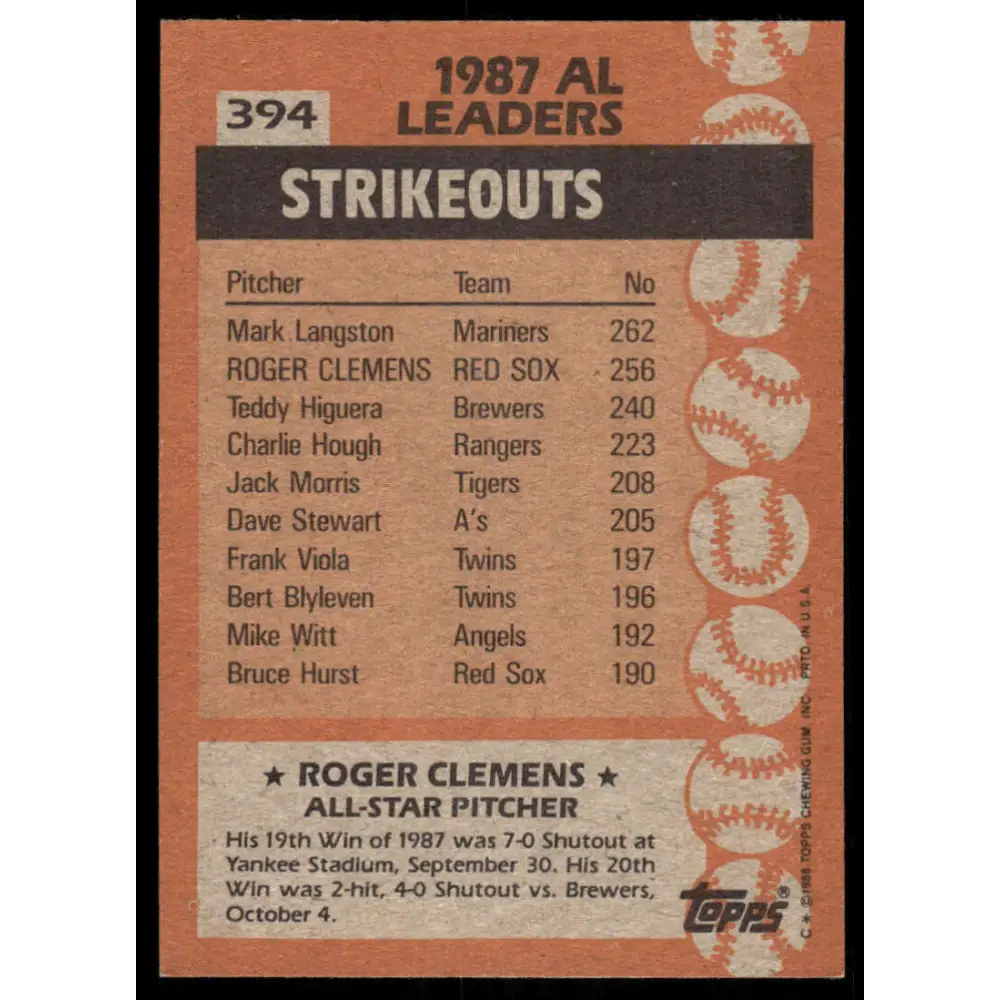 1987 AL
LEADERS
394
STRIKEOUTS
Pitcher Team No
Mark Langston Mariners 262
ROGER CLEMENS RED SOX 256
Teddy Higuera Brewers 240
Charlie Hough Rangers 223
Jack Morris Tigers 208
Dave Stewart A's 205
Frank Viola Twins 197
Bert Blyleven Twins 196
Mike Witt Angels 192
Bruce Hurst Red Sox 190
★ ROGER CLEMENS ★
ALL-STAR PITCHER
His 19th Win of 1987 was 7-0 Shutout at
Yankee Stadium, September 30. His 20th
Win was 2-hit, 4-0 Shutout vs. Brewers,
October 4.
Topps®
C * ©1988 TOPPS CHEWING GUM, INC. PRTD. IN U.S.A.